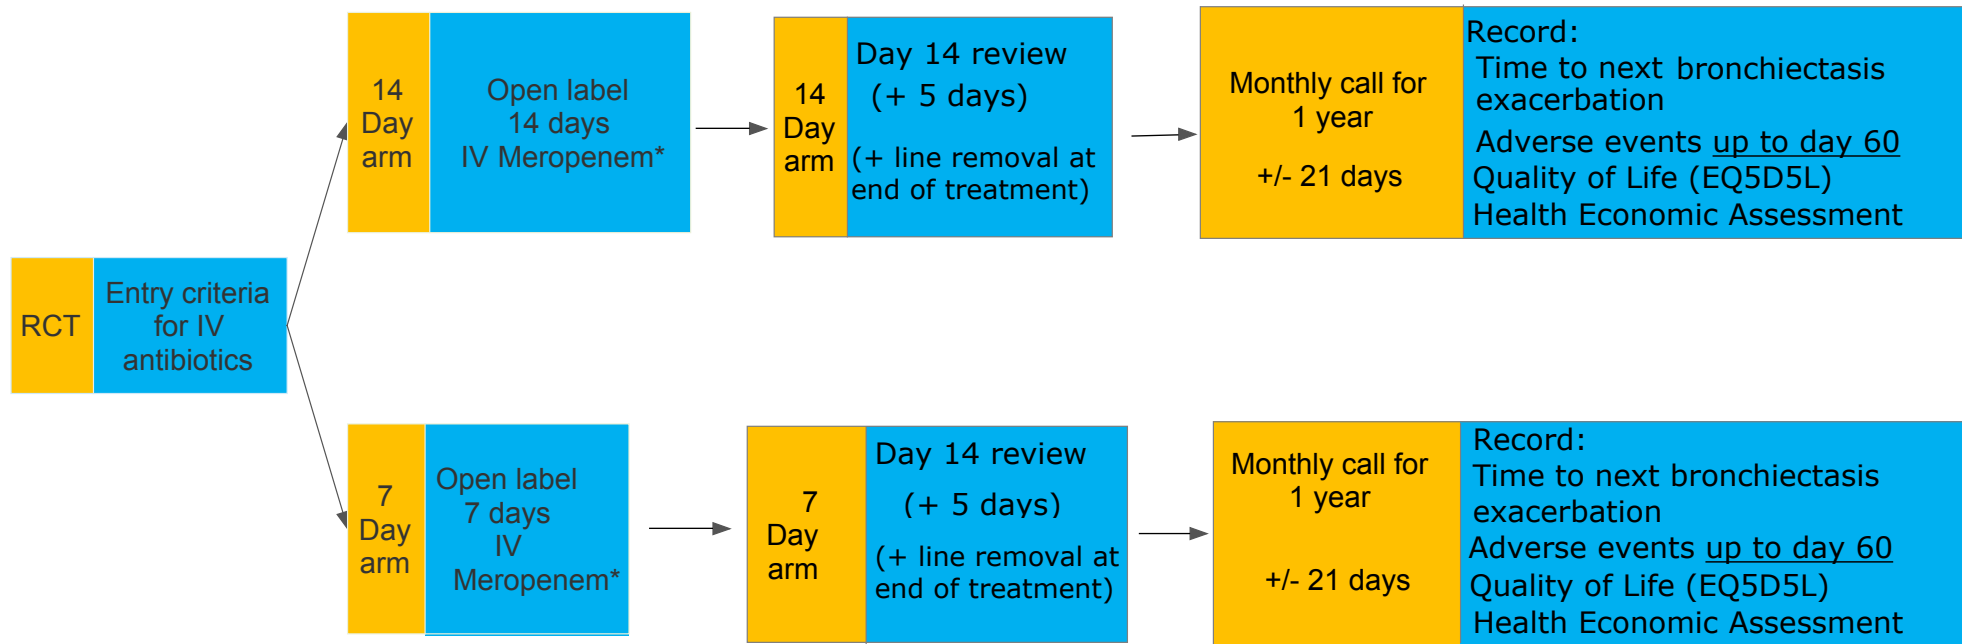 RCT
Entry criteria
for IV
antibiotics
14
Day
arm
Open label
14 days
IV Meropenem*
14
Day
arm
Day 14 review
(+ 5 days)
(+ line removal at
end of treatment)
Monthly call for
1 year
+/- 21 days
Record:
Time to next bronchiectasis
exacerbation
Adverse events up to day 60
Quality of Life (EQ5D5L)
Health Economic Assessment
7
Day
arm
Open label
7 days
IV
Meropenem*
7
Day
arm
Day 14 review
(+ 5 days)
(+ line removal at
end of treatment)
Monthly call for
1 year
+/- 21 days
Record:
Time to next bronchiectasis
exacerbation
Adverse events up to day 60
Quality of Life (EQ5D5L)
Health Economic Assessment